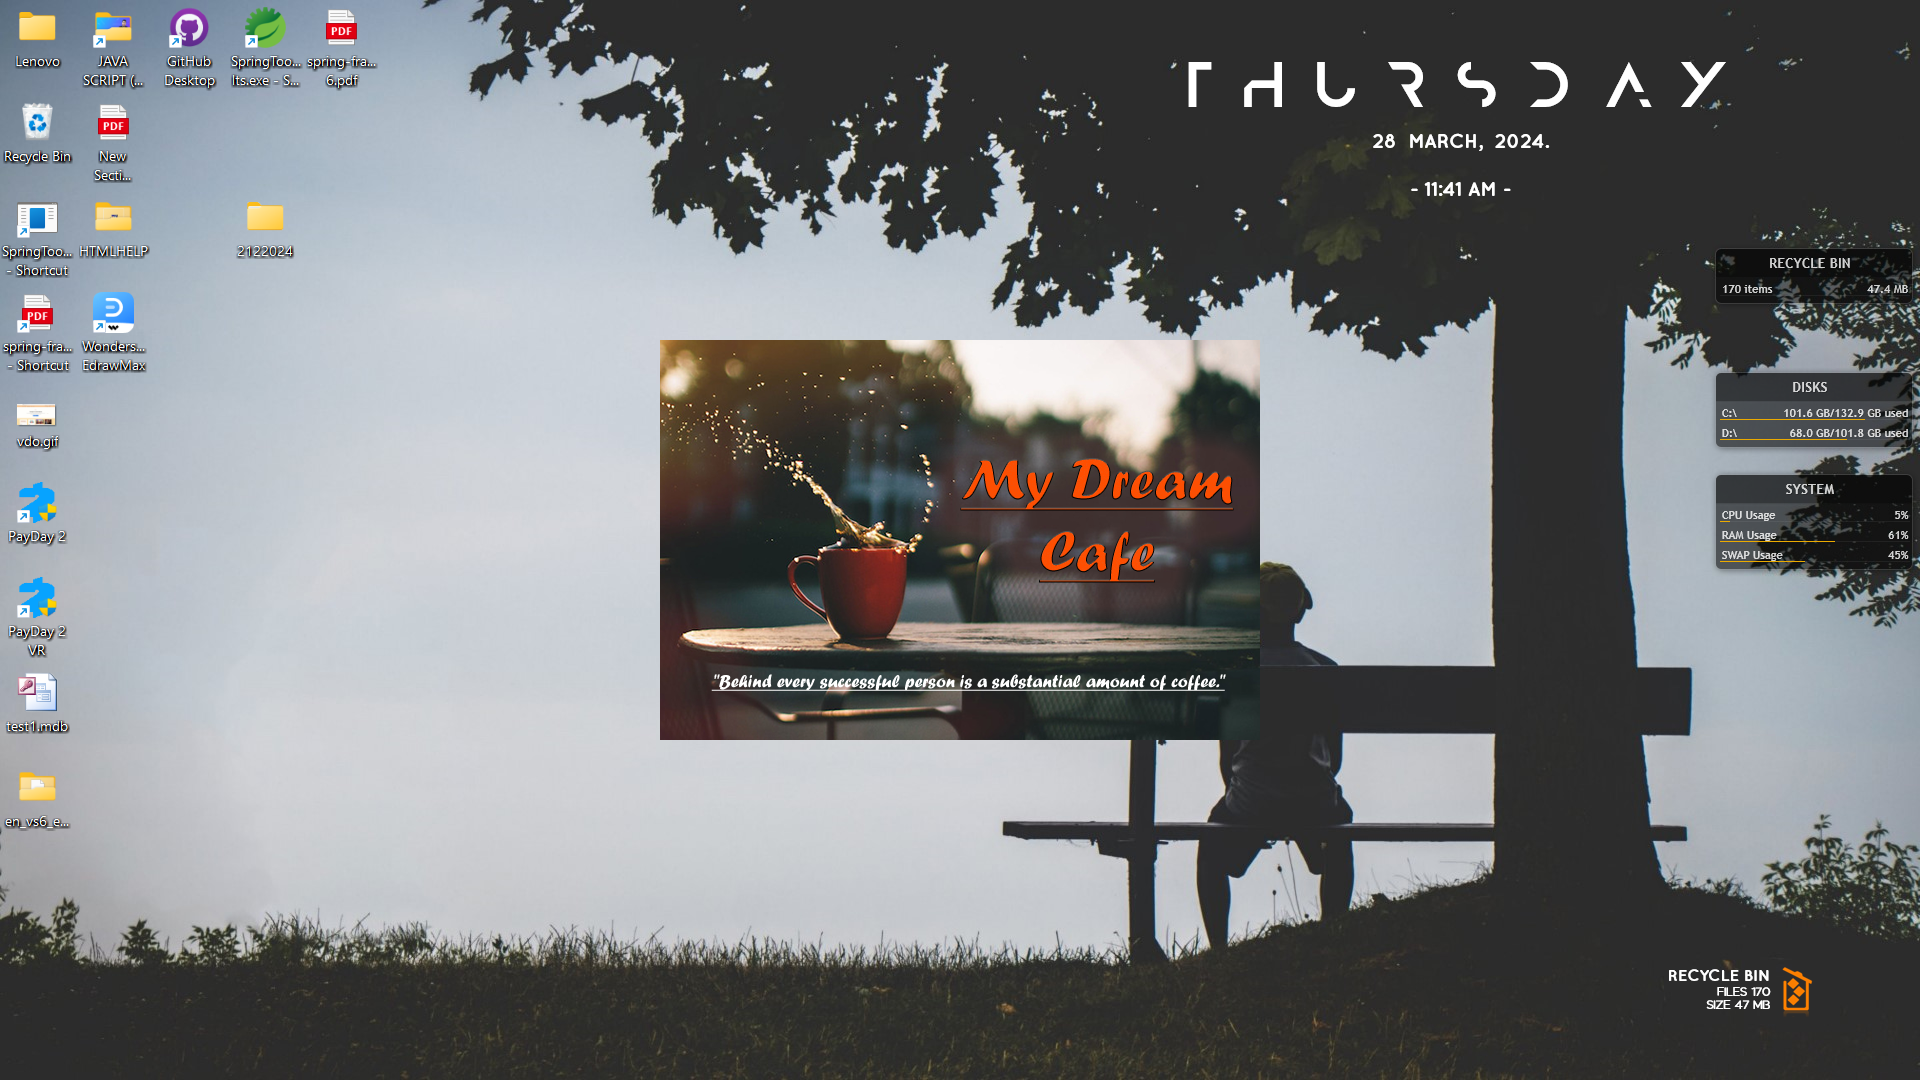 Lenovo
JAVA
SCRIPT (...
GitHub
Desktop
SpringToo...
lts.exe - S...
spring-fra...
6.pdf
PDF
Recycle Bin
PDF
New
Secti...
SpringToo...
- Shortcut
HTMLHELP
2122024
PDF
spring-fra...
- Shortcut
Wonders...
EdrawMax
vdo.gif
PayDay 2
PayDay 2
VR
test1.mdb
en_vs6_e...
THURSDAY
28 MARCH, 2024.
- 11:41 AM -
RECYCLE BIN
170 items 47.4 MB
DISKS
C:\ 101.6 GB/132.9 GB used
D:\ 68.0 GB/101.8 GB used
SYSTEM
CPU Usage 5%
RAM Usage 61%
SWAP Usage 45%
My Dream
Cafe
"Behind every successful person is a substantial amount of coffee."
RECYCLE BIN
FILES 170
SIZE 47 MB